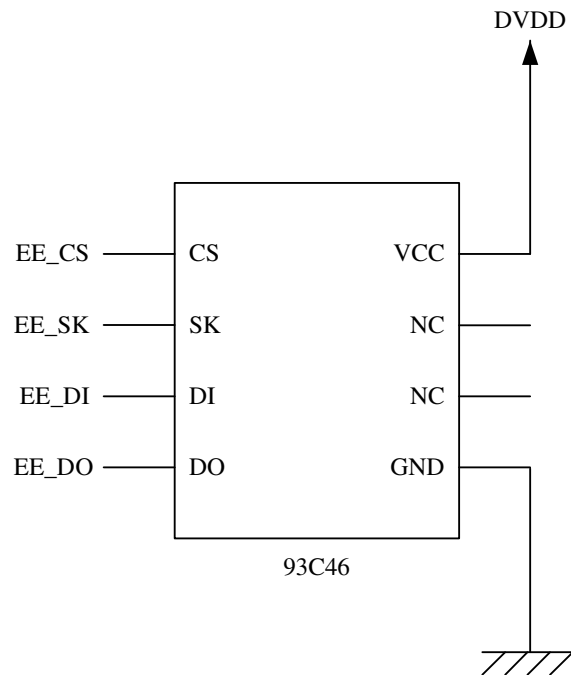 DVDD
EE_CS CS VCC
EE_SK SK NC
EE_DI DI NC
EE_DO DO GND
93C46